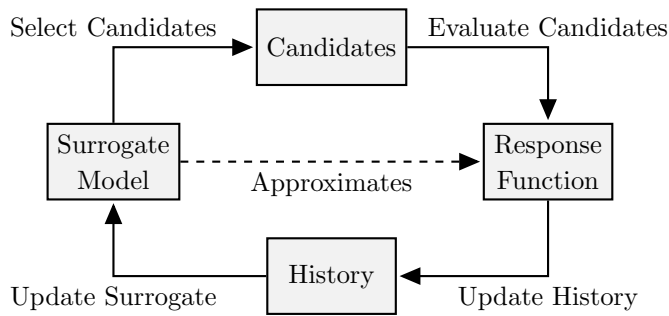 Select Candidates
Candidates
Evaluate Candidates
Surrogate
Model
Approximates
Response
Function
History
Update Surrogate
Update History